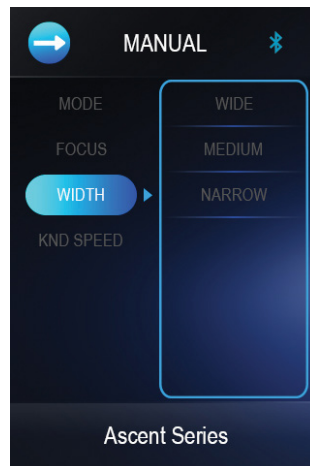 MANUAL
MODE
FOCUS
WIDTH
KND SPEED
WIDE
MEDIUM
NARROW
Ascent Series